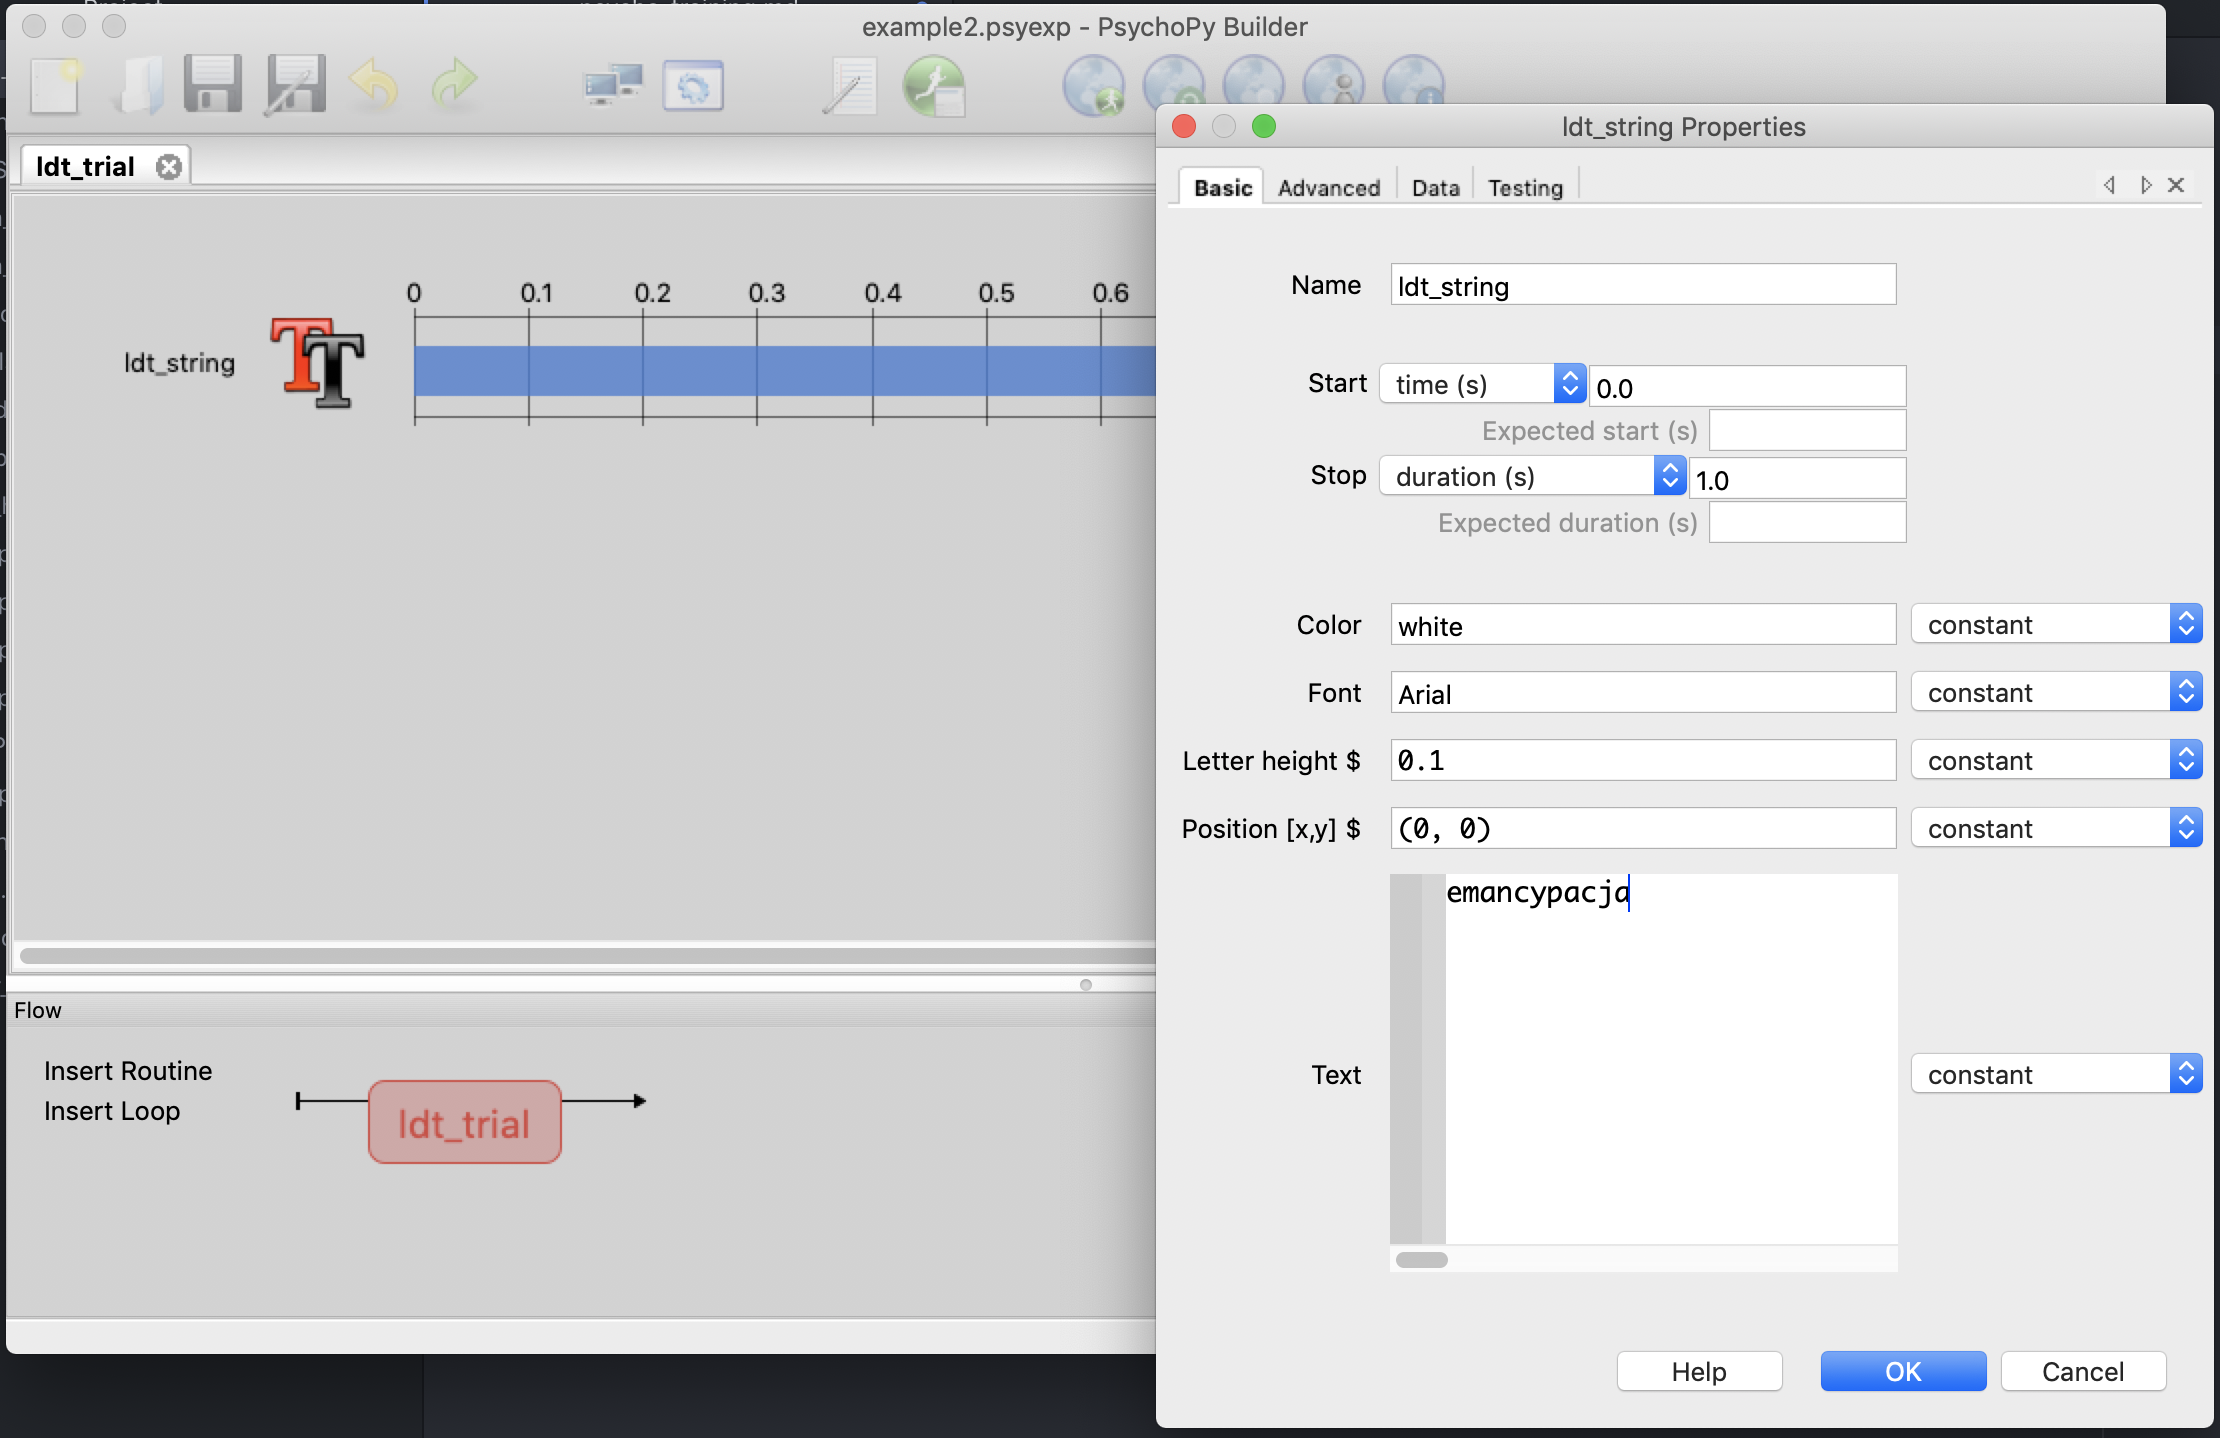 example2.psyexp - PsychoPy Builder
ldt_trial
0 0.1 0.2 0.3 0.4 0.5 0.6
ldt_string
Flow
Insert Routine
Insert Loop
ldt_trial
ldt_string Properties
Basic Advanced Data Testing
Name ldt_string
Start time (s) 0.0
Expected start (s)
Stop duration (s) 1.0
Expected duration (s)
Color white constant
Font Arial constant
Letter height $ 0.1 constant
Position [x,y] $ (0, 0) constant
emancypacja
Text constant
Help OK Cancel